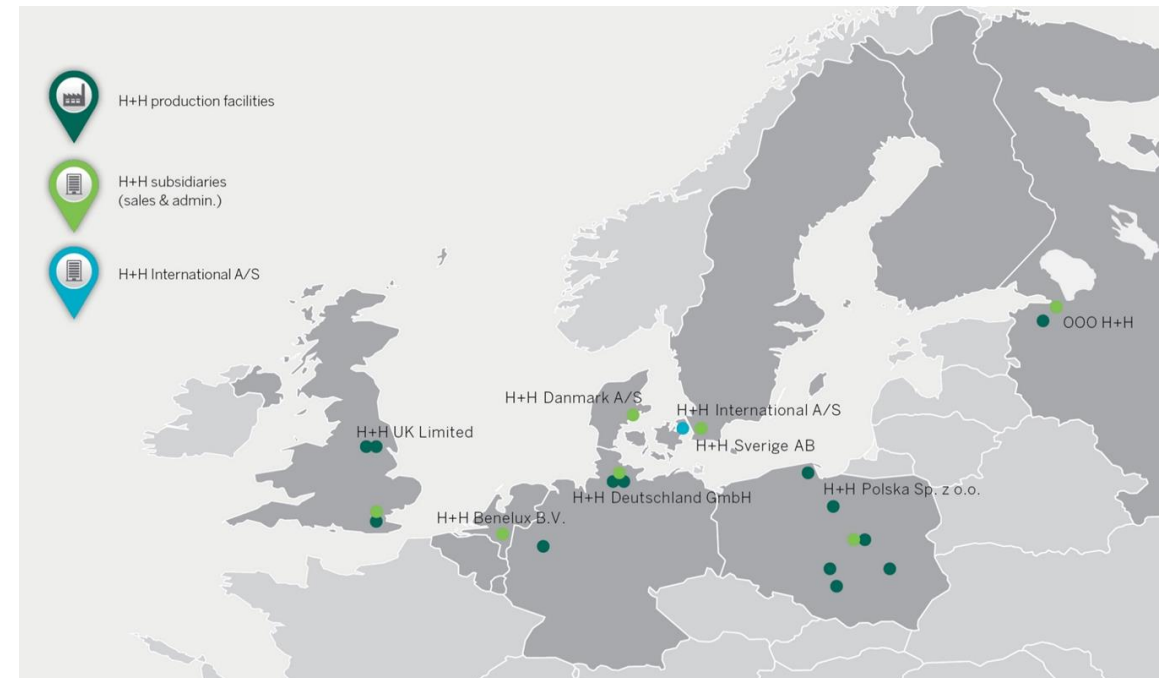 H+H production facilities
H+H subsidiaries
(sales & admin.)
H+H International A/S
OOO H+H
H+H Danmark A/S
H+H International A/S
H+H UK Limited
H+H Sverige AB
H+H Polska Sp. z o.o.
H+H Deutschland GmbH
H+H Benelux B.V.